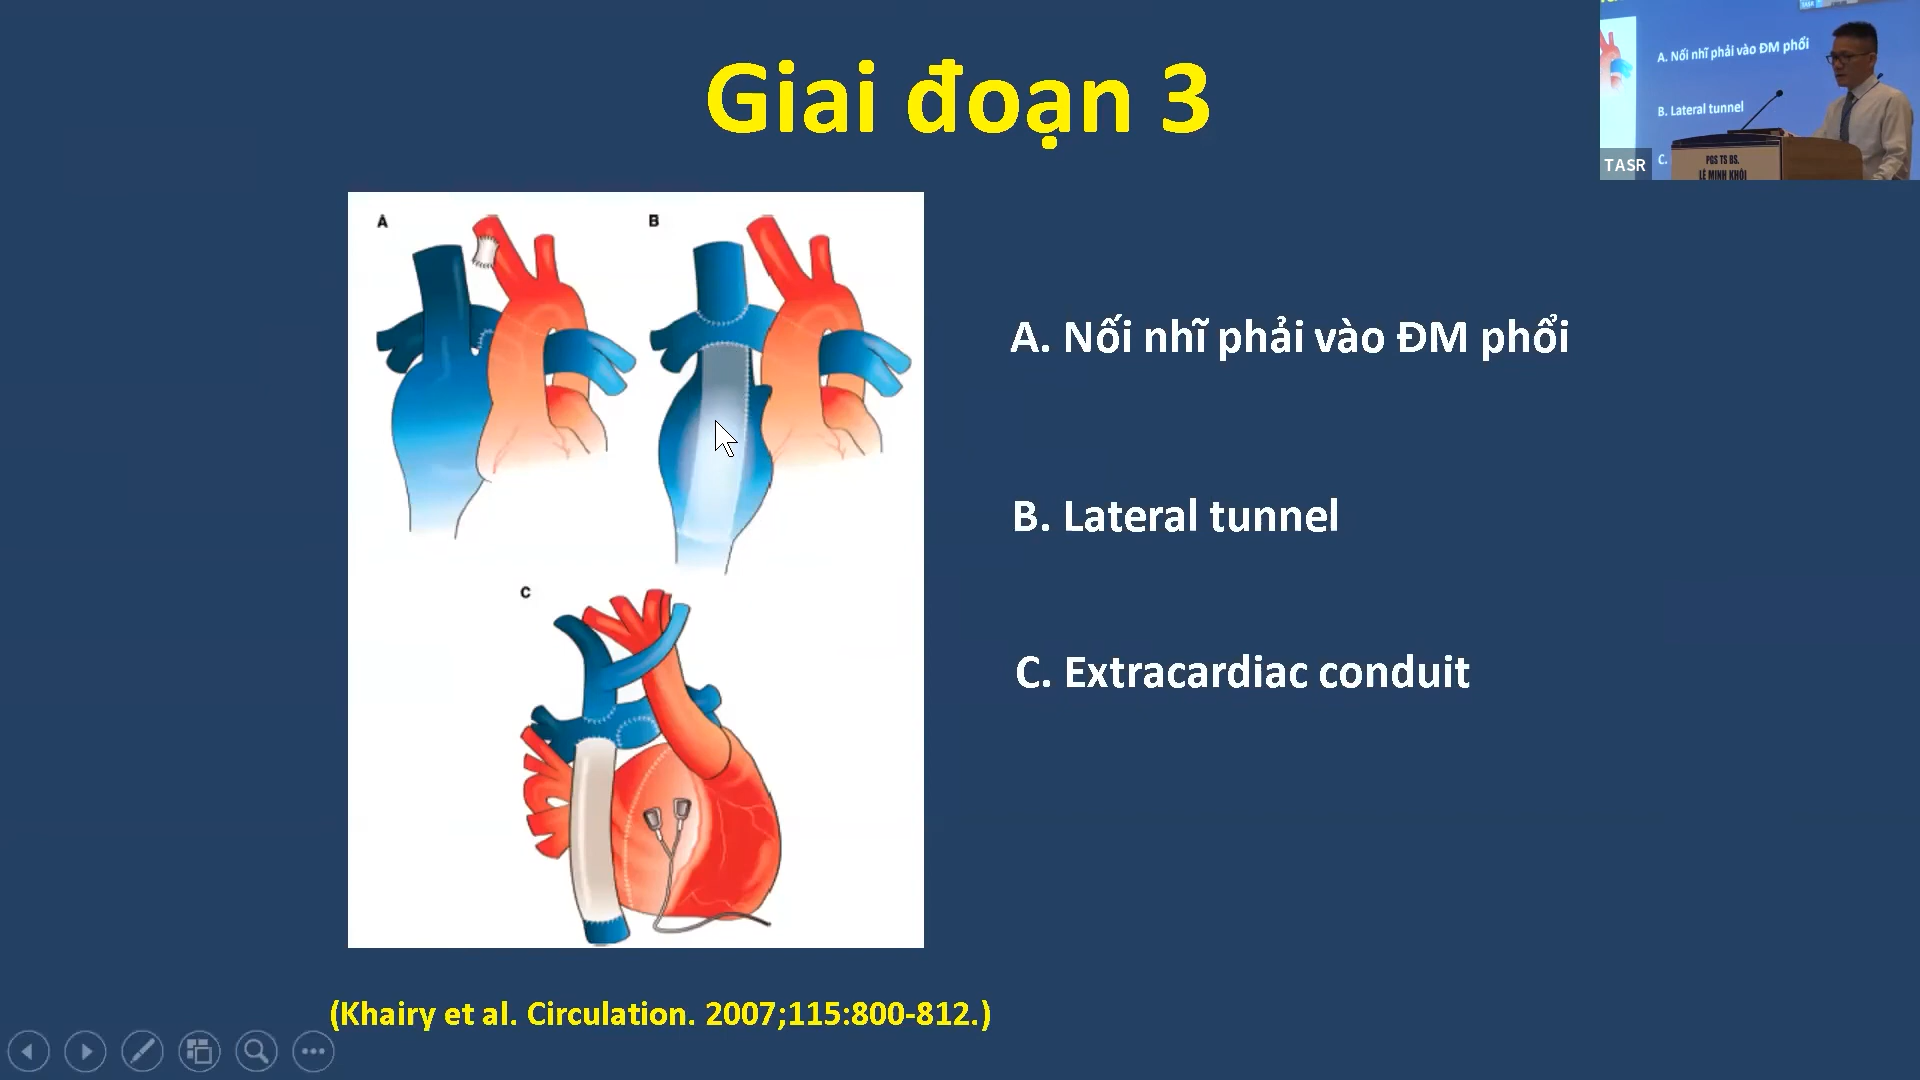 Giai đoạn 3
A. Nối nhĩ phải vào ĐM phổi
B. Lateral tunnel
C.
TASR
PGS TS BS.
LÊ MINH KHÔI
A
B
C
A. Nối nhĩ phải vào ĐM phổi
B. Lateral tunnel
C. Extracardiac conduit
(Khairy et al. Circulation. 2007;115:800-812.)